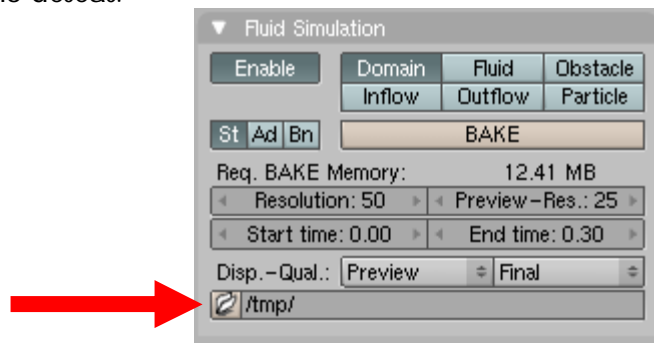 Fluid Simulation
Enable Domain Fluid Obstacle
Inflow Outflow Particle
St Ad Bn BAKE
Req. BAKE Memory: 12.41 MB
Resolution: 50 Preview-Res.: 25
Start time: 0.00 End time: 0.30
Disp.-Qual.: Preview Final
/tmp/